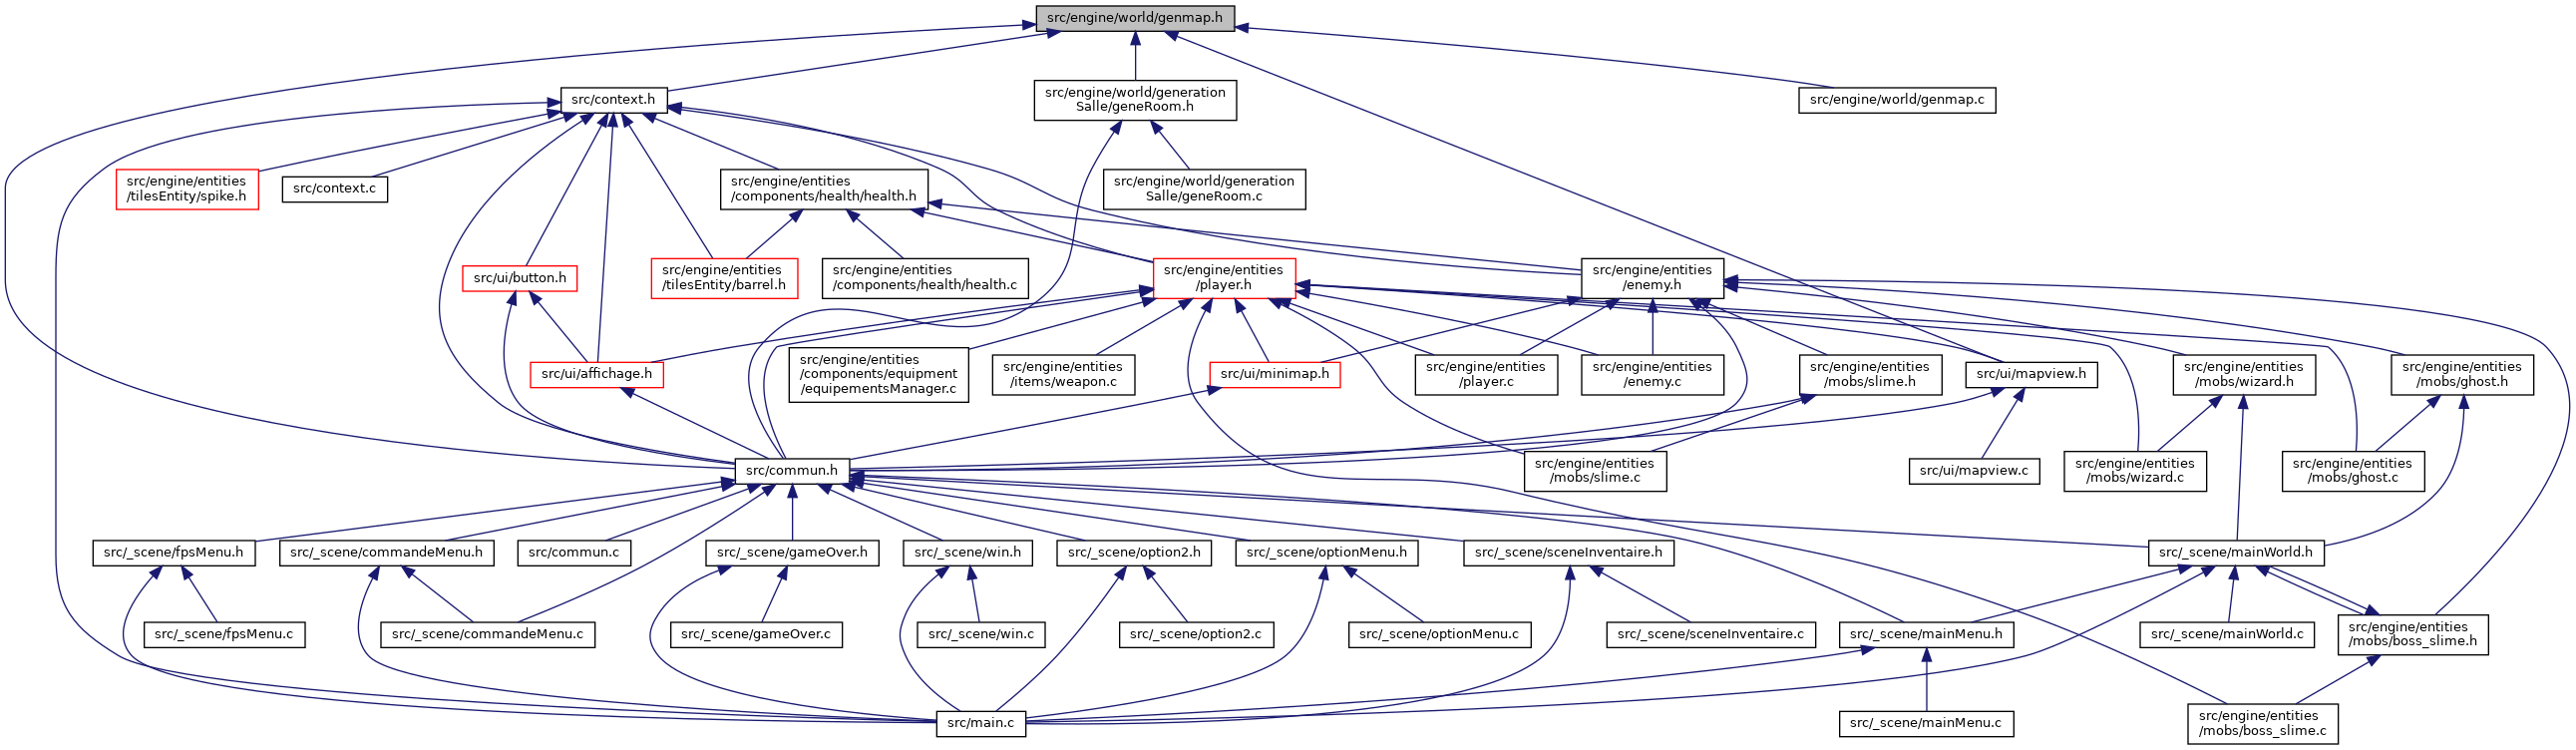 src/engine/world/genmap.h
src/context.h
src/engine/world/generation
Salle/geneRoom.h
src/engine/world/genmap.c
src/engine/entities
/tilesEntity/spike.h
src/context.c
src/engine/entities
/components/health/health.h
src/engine/world/generation
Salle/geneRoom.c
src/ui/button.h
src/engine/entities
/tilesEntity/barrel.h
src/engine/entities
/components/health/health.c
src/engine/entities
/player.h
src/engine/entities
/enemy.h
src/ui/affichage.h
src/engine/entities
/components/equipment
/equipementsManager.c
src/engine/entities
/items/weapon.c
src/ui/minimap.h
src/engine/entities
/player.c
src/engine/entities
/enemy.c
src/engine/entities
/mobs/slime.h
src/ui/mapview.h
src/engine/entities
/mobs/wizard.h
src/engine/entities
/mobs/ghost.h
src/commun.h
src/engine/entities
/mobs/slime.c
src/ui/mapview.c
src/engine/entities
/mobs/wizard.c
src/engine/entities
/mobs/ghost.c
src/_scene/fpsMenu.h
src/_scene/commandeMenu.h
src/commun.c
src/_scene/gameOver.h
src/_scene/win.h
src/_scene/option2.h
src/_scene/optionMenu.h
src/_scene/sceneInventaire.h
src/_scene/mainWorld.h
src/_scene/fpsMenu.c
src/_scene/commandeMenu.c
src/_scene/gameOver.c
src/_scene/win.c
src/_scene/option2.c
src/_scene/optionMenu.c
src/_scene/sceneInventaire.c
src/_scene/mainMenu.h
src/_scene/mainWorld.c
src/engine/entities
/mobs/boss_slime.h
src/main.c
src/_scene/mainMenu.c
src/engine/entities
/mobs/boss_slime.c